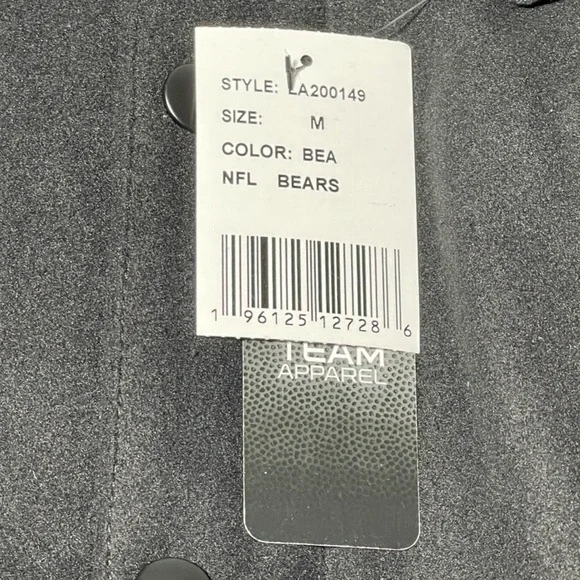 STYLE: LA200149
SIZE: M
COLOR: BEA
NFL BEARS
1 96125 12728 6
TEAM
APPAREL